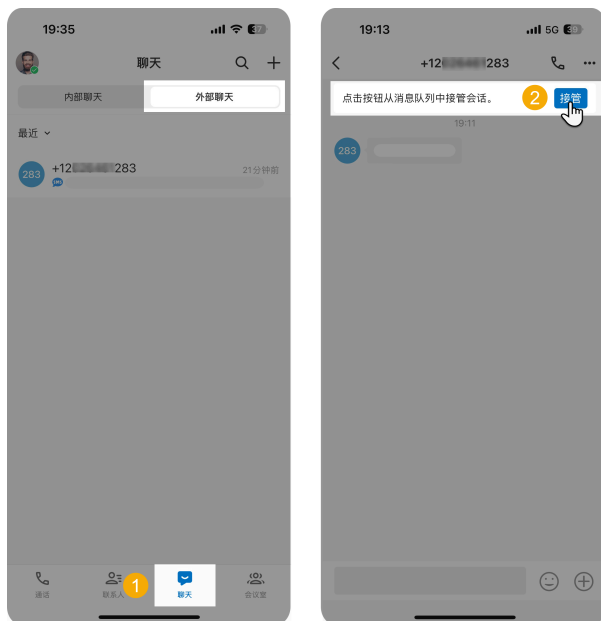 19:35
37
聊天
内部聊天
外部聊天
最近
283
+12
283
21分钟前
SMS
通话
联系人
1
聊天
会议室
19:13
5G
39
+12
283
点击按钮从消息队列中接管会话。
2
接管
19:11
283